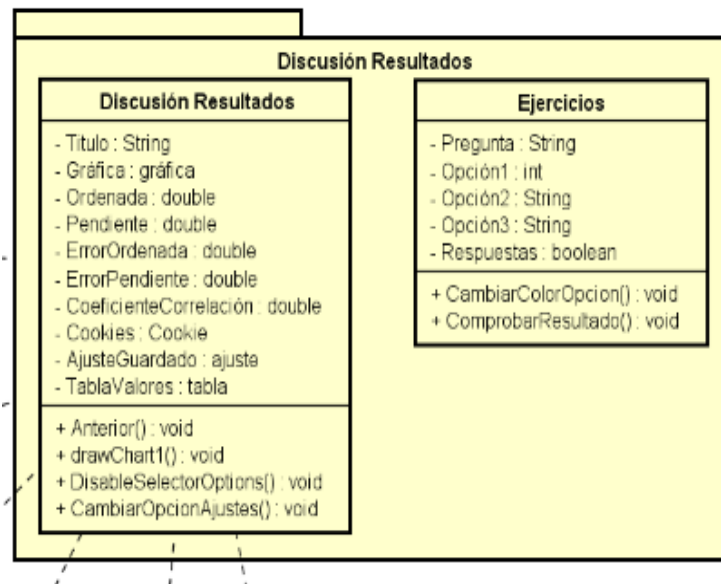 Discusión Resultados
Discusión Resultados
- Titulo : String
- Gráfica : gráfica
- Ordenada : double
- Pendiente : double
- ErrorOrdenada : double
- ErrorPendiente : double
- CoeficienteCorrelación : double
- Cookies : Cookie
- AjusteGuardado : ajuste
- TablaValores : tabla
+ Anterior() : void
+ drawChart1() : void
+ DisableSelectorOptions() : void
+ CambiarOpcionAjustes() : void
Ejercicios
- Pregunta : String
- Opción1 : int
- Opción2 : String
- Opción3 : String
- Respuestas : boolean
+ CambiarColorOpcion() : void
+ ComprobarResultado() : void